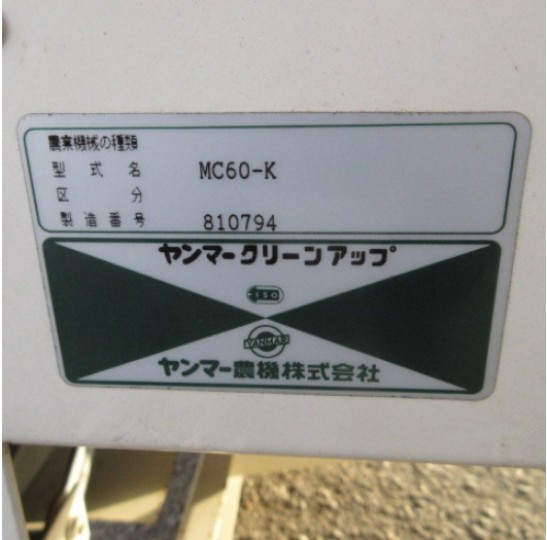 農業機械の種類
型式名 MC60-K
区分
製造番号 810794
ヤンマークリーンアップ
ISO
YANMAR
ヤンマー農機株式会社